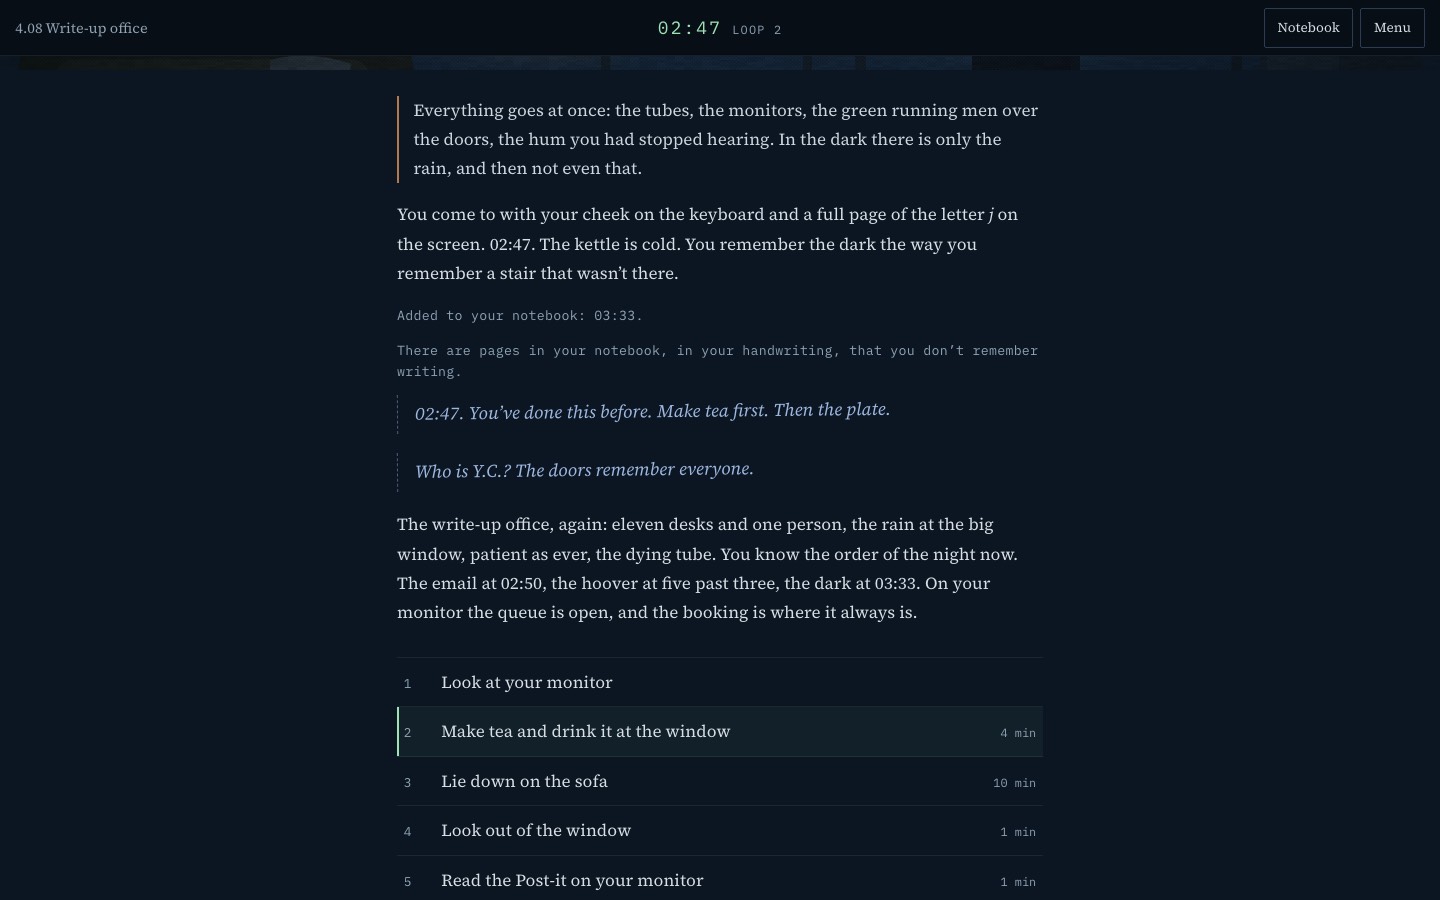 4.08 Write-up office
02:47 LOOP 2
Notebook
Menu
Everything goes at once: the tubes, the monitors, the green running men over
the doors, the hum you had stopped hearing. In the dark there is only the
rain, and then not even that.
You come to with your cheek on the keyboard and a full page of the letter j on
the screen. 02:47. The kettle is cold. You remember the dark the way you
remember a stair that wasn’t there.
Added to your notebook: 03:33.
There are pages in your notebook, in your handwriting, that you don’t remember
writing.
02:47. You’ve done this before. Make tea first. Then the plate.
Who is Y.C.? The doors remember everyone.
The write-up office, again: eleven desks and one person, the rain at the big
window, patient as ever, the dying tube. You know the order of the night now.
The email at 02:50, the hoover at five past three, the dark at 03:33. On your
monitor the queue is open, and the booking is where it always is.
1 Look at your monitor
2 Make tea and drink it at the window 4 min
3 Lie down on the sofa 10 min
4 Look out of the window 1 min
5 Read the Post-it on your monitor 1 min